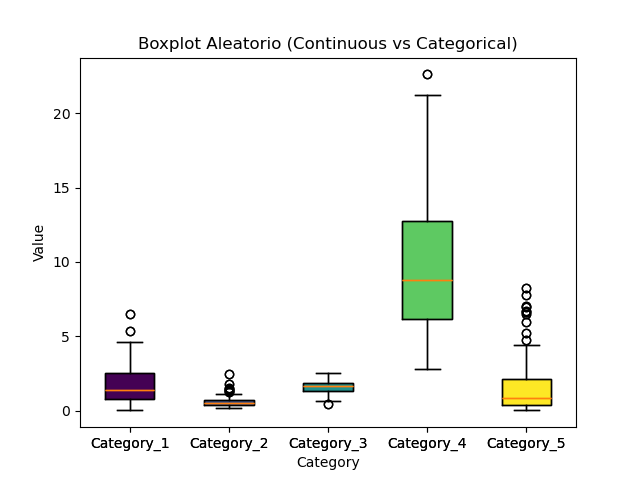 Boxplot Aleatorio (Continuous vs Categorical)
Value
20
15
10
5
0
Category_1 Category_2 Category_3 Category_4 Category_5
Category